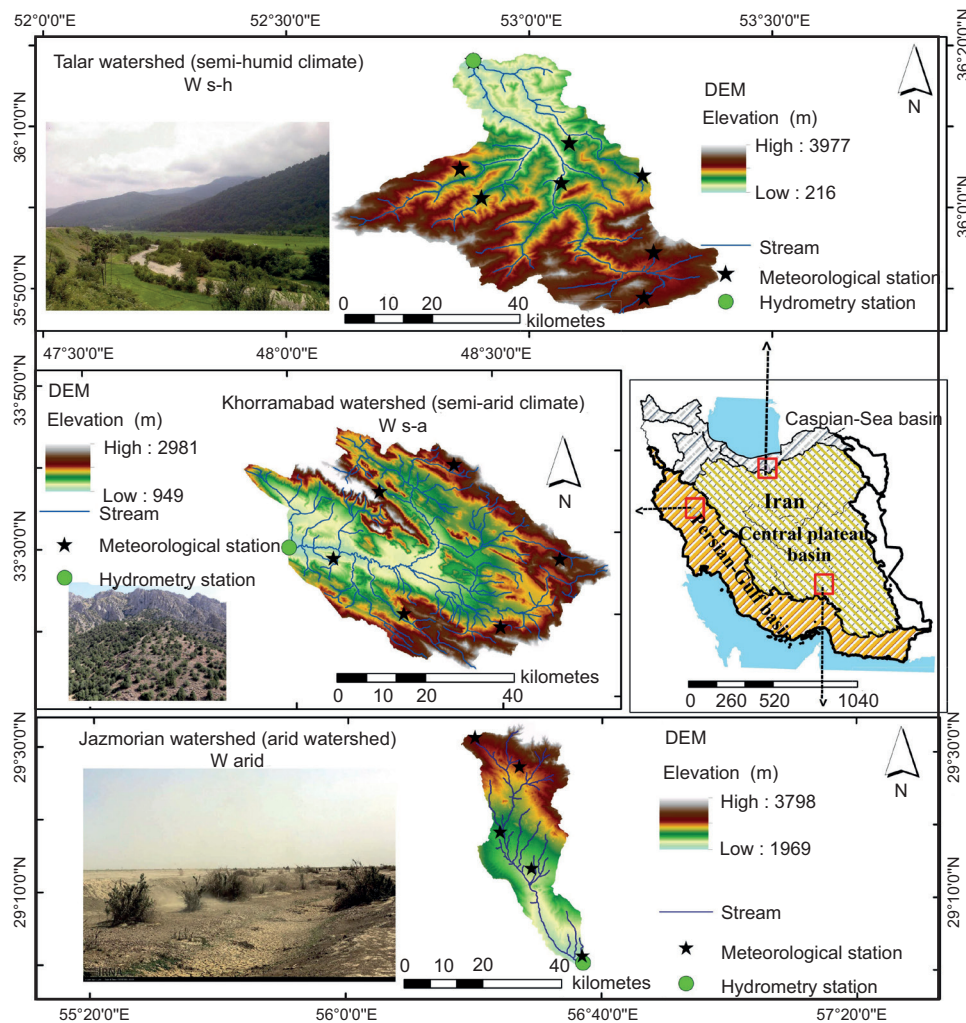 52°0'0"E
52°30'0"E
53°0'0"E
53°30'0"E
36°20'0"N
36°10'0"N
36°0'0"N
35°50'0"N
Talar watershed (semi-humid climate)
W s-h
N
DEM
Elevation (m)
High : 3977
Low : 216
Stream
Meteorological station
Hydrometry station
0 10 20 40
kilometes
47°30'0"E
48°0'0"E
48°30'0"E
33°50'0"N
33°30'0"N
DEM
Elevation (m)
High : 2981
Low : 949
Stream
Meteorological station
Hydrometry station
Khorramabad watershed (semi-arid climate)
W s-a
N
0 10 20 40
kilometes
Caspian-Sea basin
Iran
Central plateau
basin
Persian-Gulf basin
0 260 520 1040
Jazmorian watershed (arid watershed)
W arid
IRNA
N
DEM
Elevation (m)
High : 3798
Low : 1969
Stream
Meteorological station
Hydrometry station
0 10 20 40
kilometes
29°30'0"N
29°10'0"N
55°20'0"E
56°0'0"E
56°40'0"E
57°20'0"E